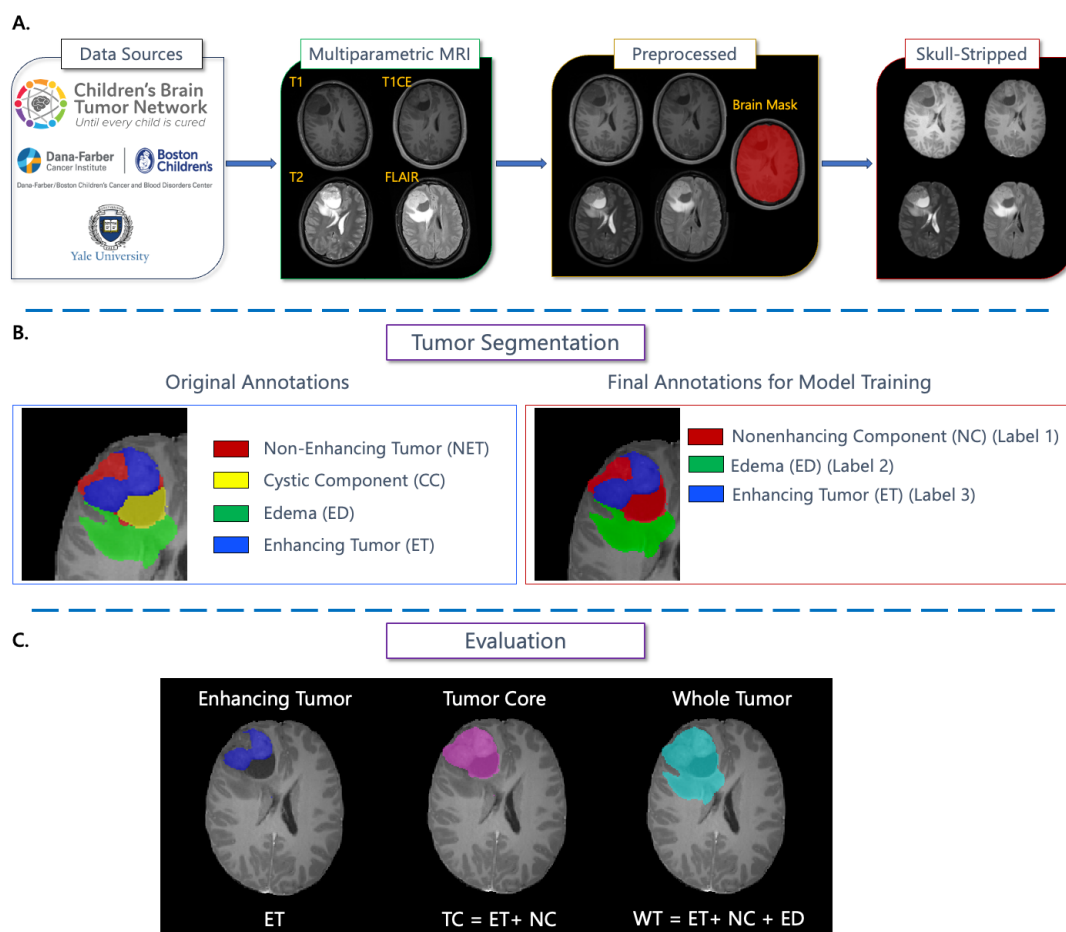 A.
Data Sources
Multiparametric MRI
Preprocessed
Skull-Stripped
Children's Brain
Tumor Network
Until every child is cured
Dana-Farber
Cancer Institute
Boston
Children's
Dana-Farber/Boston Children's Cancer and Blood Disorders Center
Yale University
T1
T1CE
T2
FLAIR
Brain Mask
B.
Tumor Segmentation
Original Annotations
Final Annotations for Model Training
Non-Enhancing Tumor (NET)
Cystic Component (CC)
Edema (ED)
Enhancing Tumor (ET)
Nonenhancing Component (NC) (Label 1)
Edema (ED) (Label 2)
Enhancing Tumor (ET) (Label 3)
C.
Evaluation
Enhancing Tumor
Tumor Core
Whole Tumor
ET
TC = ET+ NC
WT = ET+ NC + ED